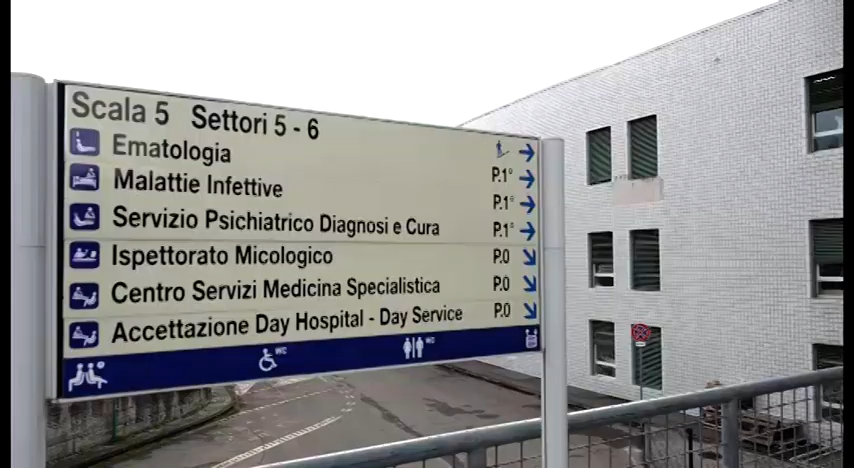 Scala 5 Settori 5 - 6
Ematologia P.1°
Malattie Infettive P.1°
Servizio Psichiatrico Diagnosi e Cura P.1°
Ispettorato Micologico P.0
Centro Servizi Medicina Specialistica P.0
Accettazione Day Hospital - Day Service P.0
WC WC